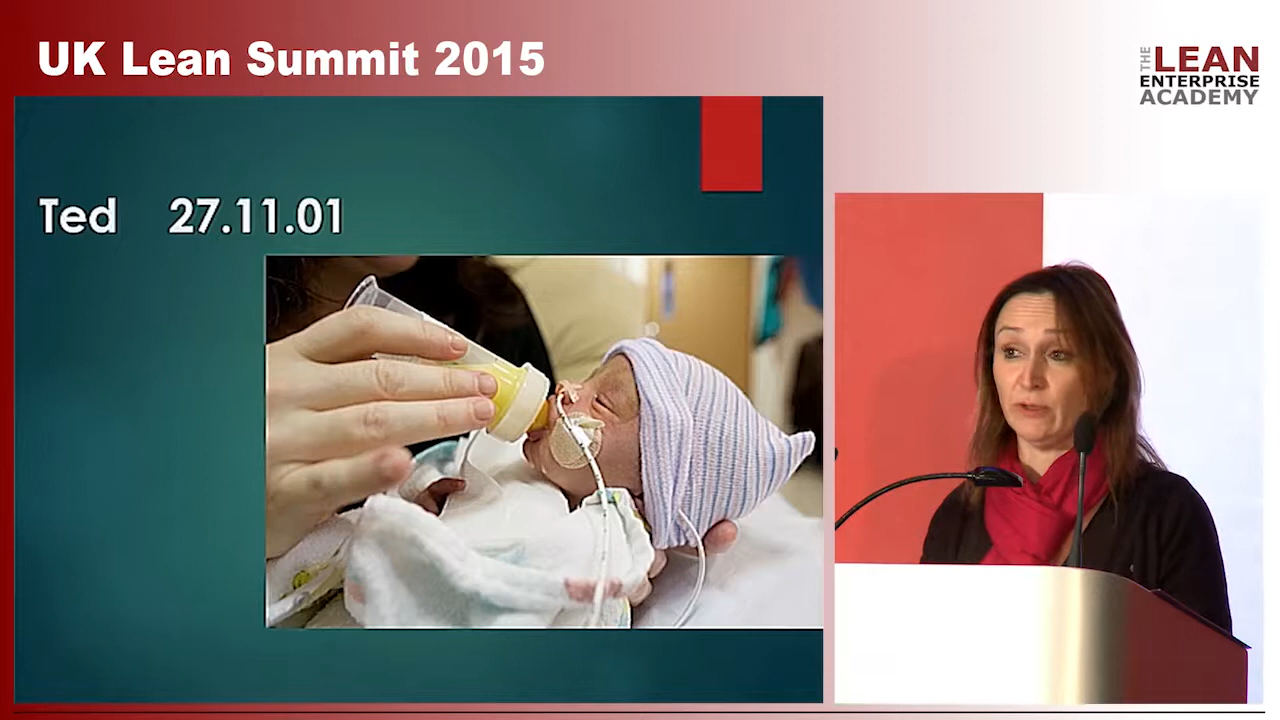 UK Lean Summit 2015
THE LEAN
ENTERPRISE
ACADEMY
Ted 27.11.01